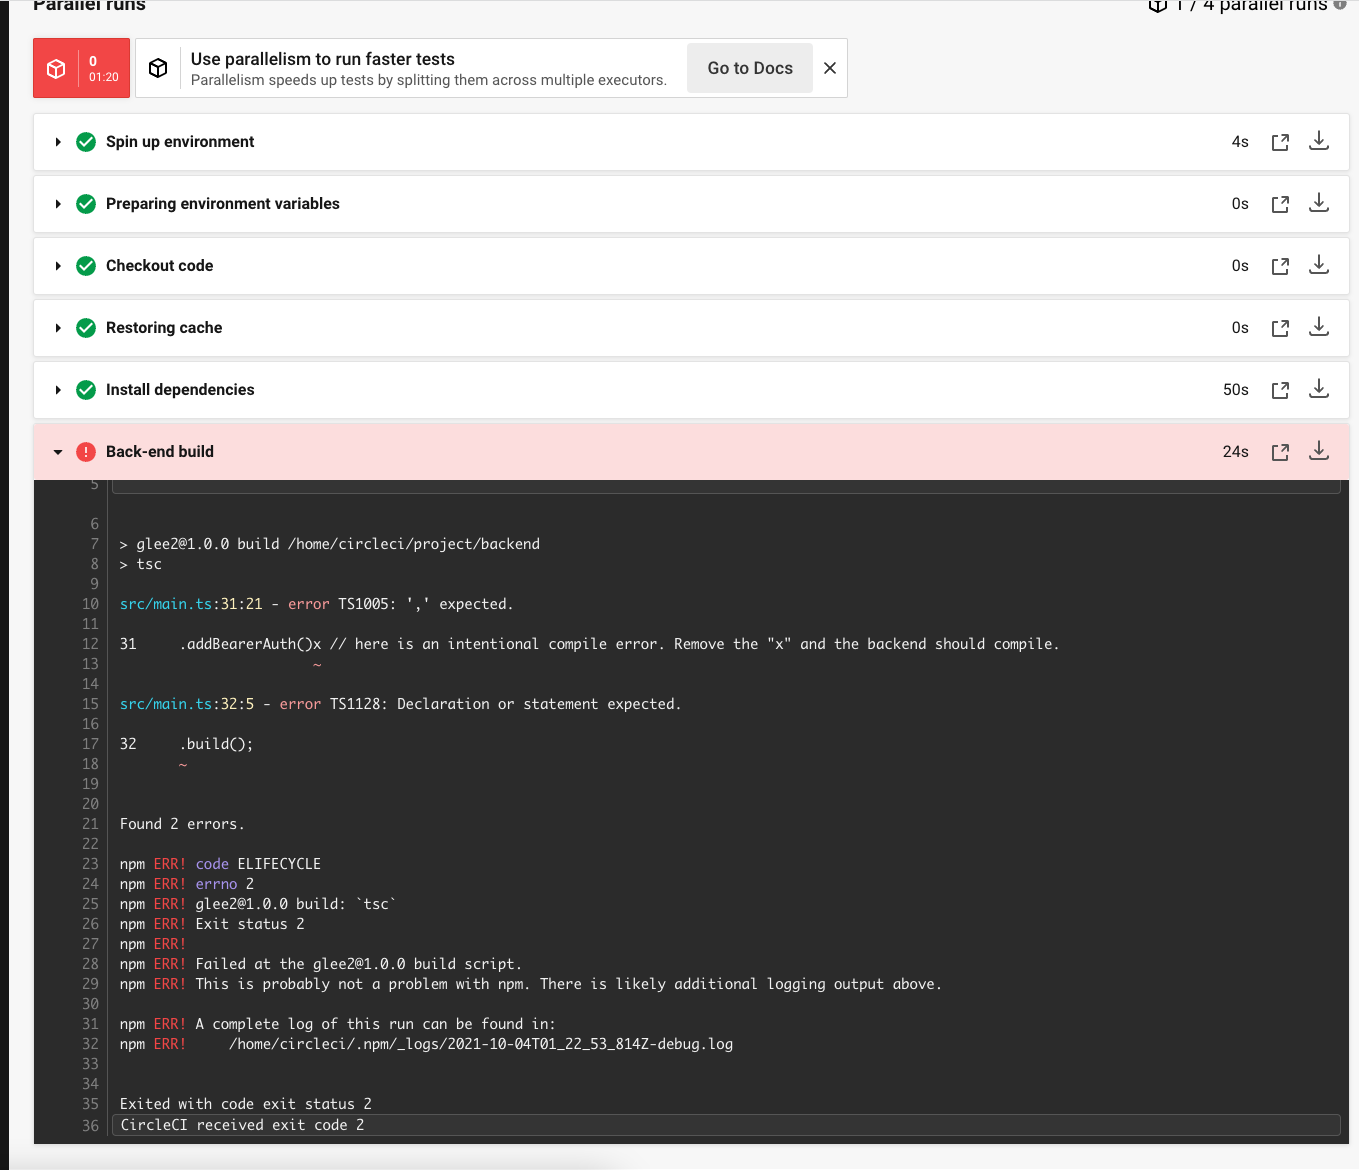 Parallel runs
1 / 4 parallel runs
0
01:20
Use parallelism to run faster tests
Parallelism speeds up tests by splitting them across multiple executors.
Go to Docs
Spin up environment
4s
Preparing environment variables
0s
Checkout code
0s
Restoring cache
0s
Install dependencies
50s
Back-end build
24s
5
6
7 > glee2@1.0.0 build /home/circleci/project/backend
8 > tsc
9
10 src/main.ts:31:21 - error TS1005: ',' expected.
11
12 31     .addBearerAuth()x // here is an intentional compile error. Remove the "x" and the backend should compile.
13                        ~
14
15 src/main.ts:32:5 - error TS1128: Declaration or statement expected.
16
17 32     .build();
18        ~
19
20
21 Found 2 errors.
22
23 npm ERR! code ELIFECYCLE
24 npm ERR! errno 2
25 npm ERR! glee2@1.0.0 build: `tsc`
26 npm ERR! Exit status 2
27 npm ERR!
28 npm ERR! Failed at the glee2@1.0.0 build script.
29 npm ERR! This is probably not a problem with npm. There is likely additional logging output above.
30
31 npm ERR! A complete log of this run can be found in:
32 npm ERR!     /home/circleci/.npm/_logs/2021-10-04T01_22_53_814Z-debug.log
33
34
35 Exited with code exit status 2
36 CircleCI received exit code 2